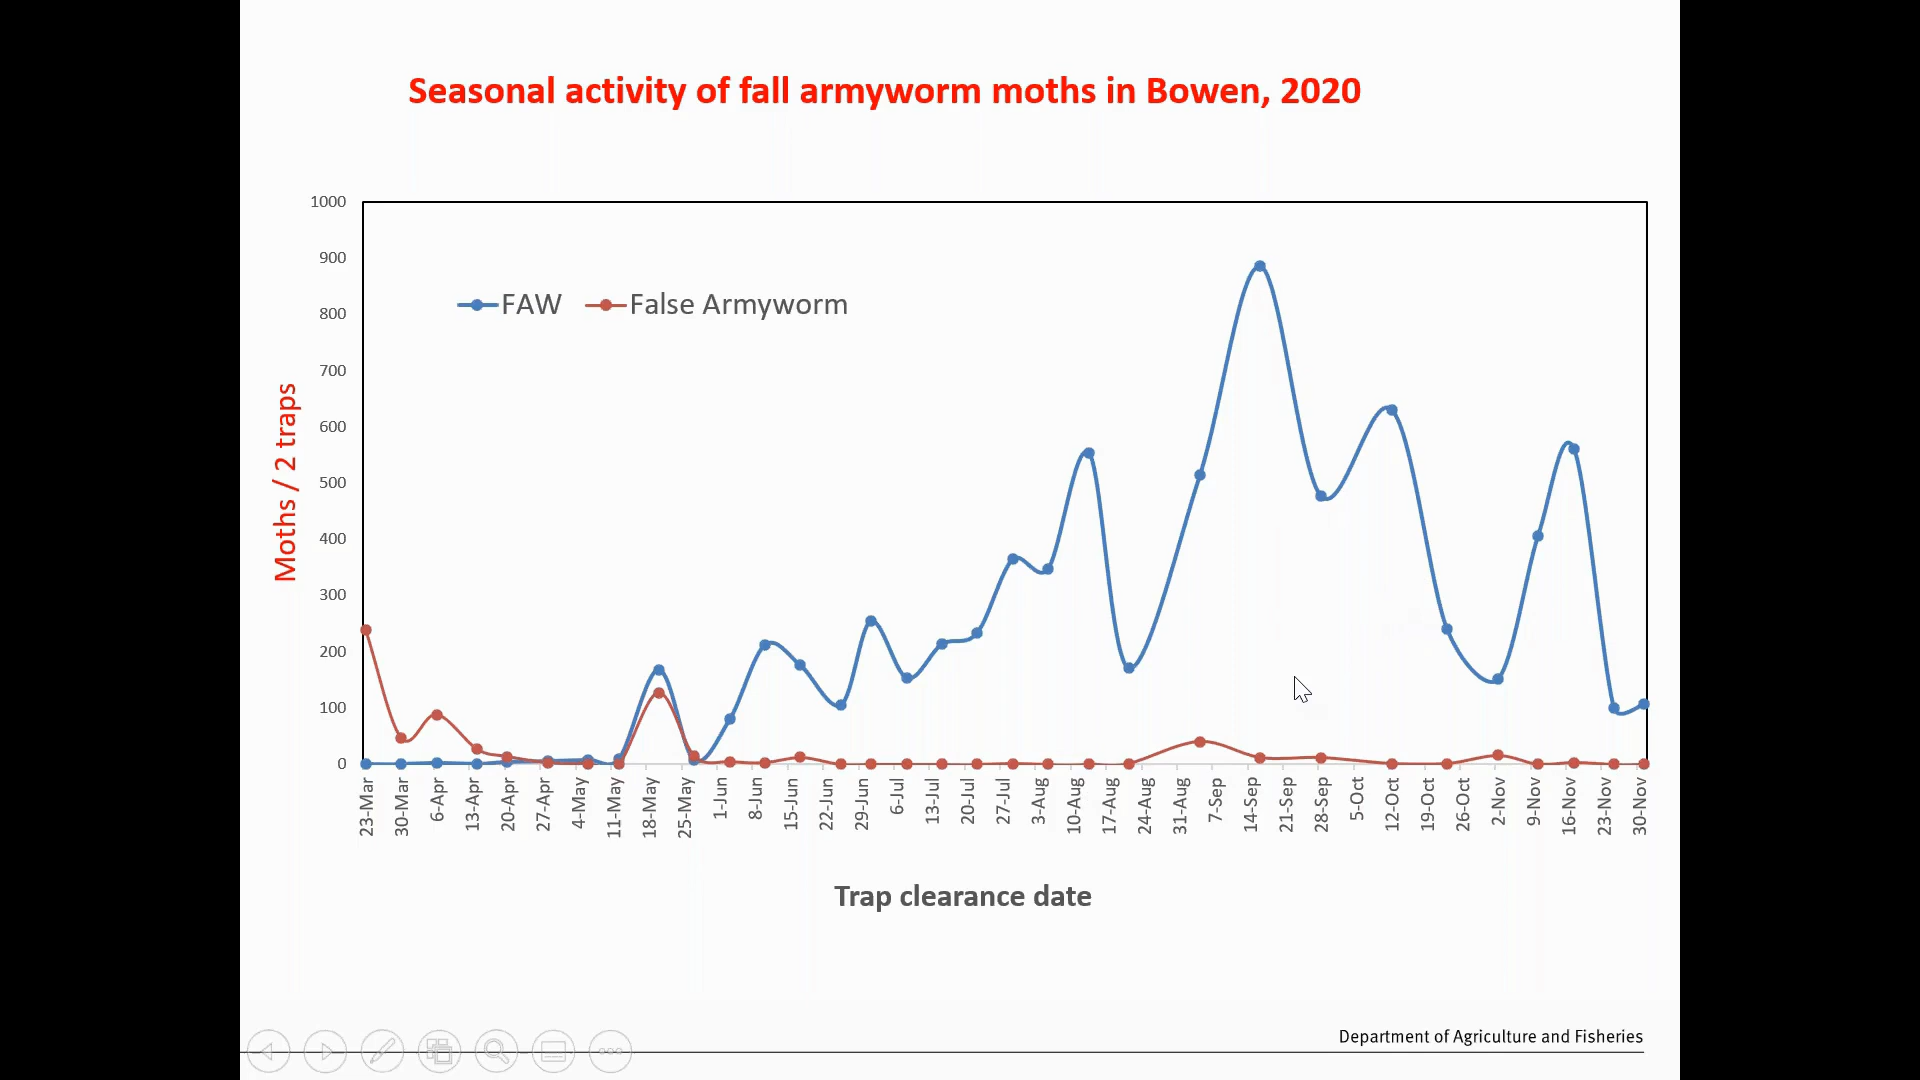 Seasonal activity of fall armyworm moths in Bowen, 2020
1000
900
800
700
600
500
400
300
200
100
0
Moths / 2 traps
FAW
False Armyworm
23-Mar
30-Mar
6-Apr
13-Apr
20-Apr
27-Apr
4-May
11-May
18-May
25-May
1-Jun
8-Jun
15-Jun
22-Jun
29-Jun
6-Jul
13-Jul
20-Jul
27-Jul
3-Aug
10-Aug
17-Aug
24-Aug
31-Aug
7-Sep
14-Sep
21-Sep
28-Sep
5-Oct
12-Oct
19-Oct
26-Oct
2-Nov
9-Nov
16-Nov
23-Nov
30-Nov
Trap clearance date
Department of Agriculture and Fisheries